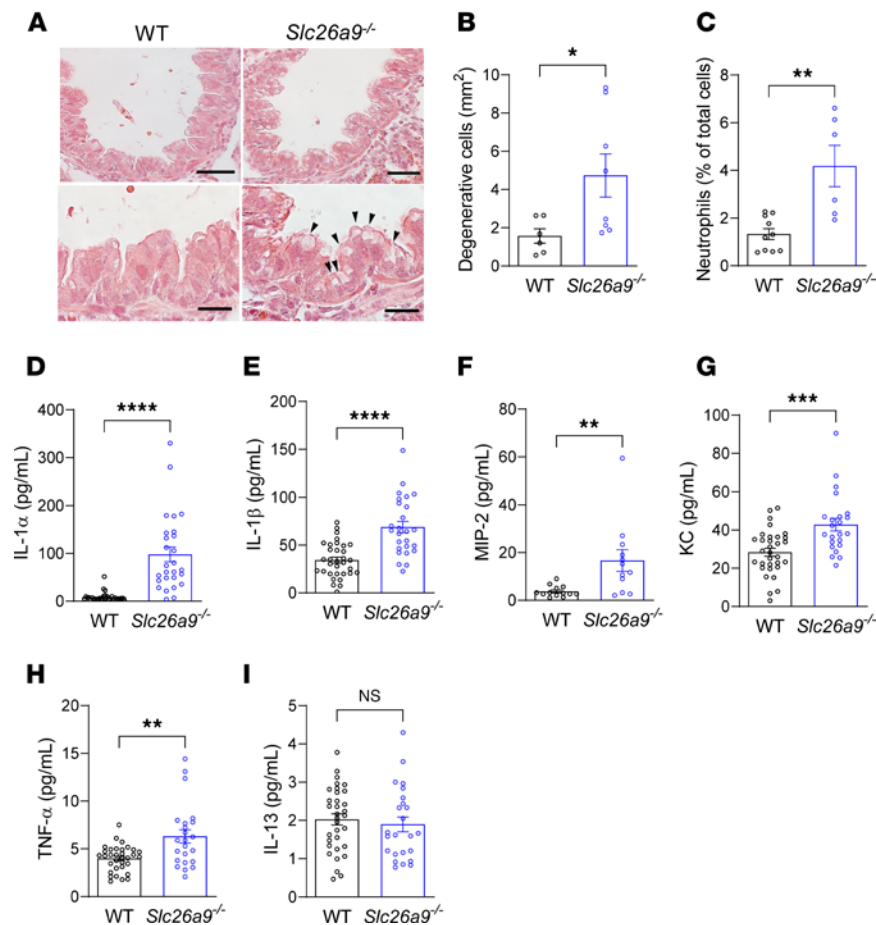 A
WT
Slc26a9-/-
B
*
Degenerative cells (mm2)
10
8
6
4
2
0
WT
Slc26a9-/-
C
**
Neutrophils (% of total cells)
8
6
4
2
0
WT
Slc26a9-/-
D
****
IL-1α (pg/mL)
400
300
200
100
0
WT
Slc26a9-/-
E
****
IL-1β (pg/mL)
200
150
100
50
0
WT
Slc26a9-/-
F
**
MIP-2 (pg/mL)
80
60
40
20
0
WT
Slc26a9-/-
G
***
KC (pg/mL)
100
80
60
40
20
0
WT
Slc26a9-/-
H
**
TNF-α (pg/mL)
20
15
10
5
0
WT
Slc26a9-/-
I
NS
IL-13 (pg/mL)
5
4
3
2
1
0
WT
Slc26a9-/-